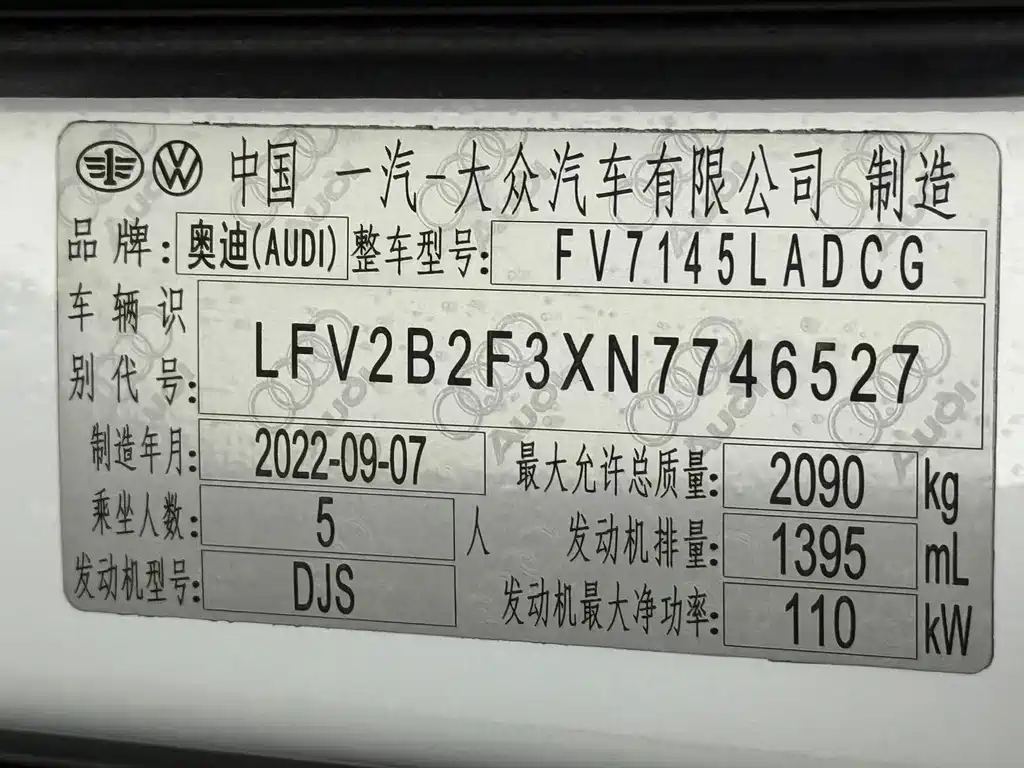 中国 一汽-大众汽车有限公司 制造
品牌: 奥迪(AUDI) 整车型号: FV7145LADCG
车辆识别代号: LFV2B2F3XN7746527
制造年月: 2022-09-07 最大允许总质量: 2090 kg
乘坐人数: 5 人 发动机排量: 1395 mL
发动机型号: DJS 发动机最大净功率: 110 kW